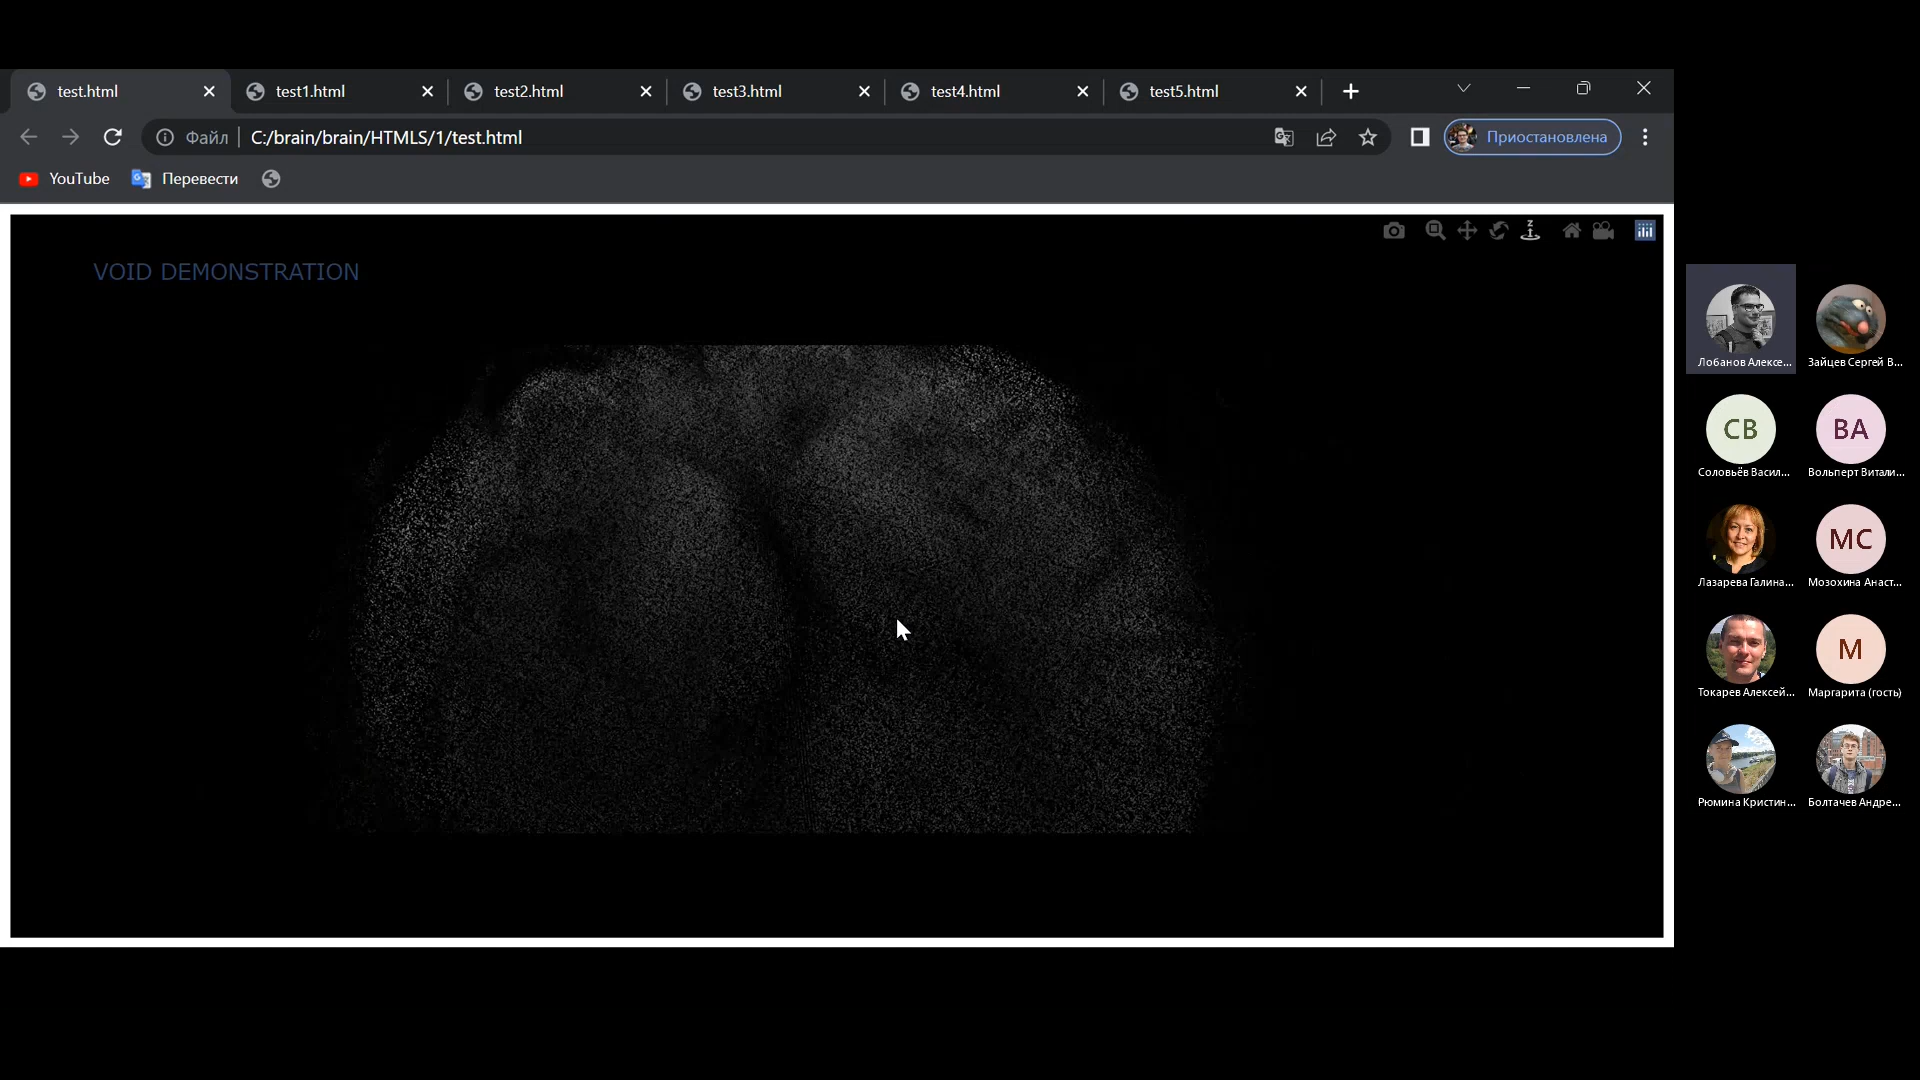 test.html
test1.html
test2.html
test3.html
test4.html
test5.html
Файл
C:/brain/brain/HTMLS/1/test.html
Приостановлена
YouTube
Перевести
VOID DEMONSTRATION
Z
Лобанов Алексе...
Зайцев Сергей В...
СВ
ВА
Соловьёв Васил...
Вольперт Витали...
МС
Лазарева Галина...
Мозохина Анаст...
М
Токарев Алексей...
Маргарита (гость)
Рюмина Кристин...
Болтачев Андре...